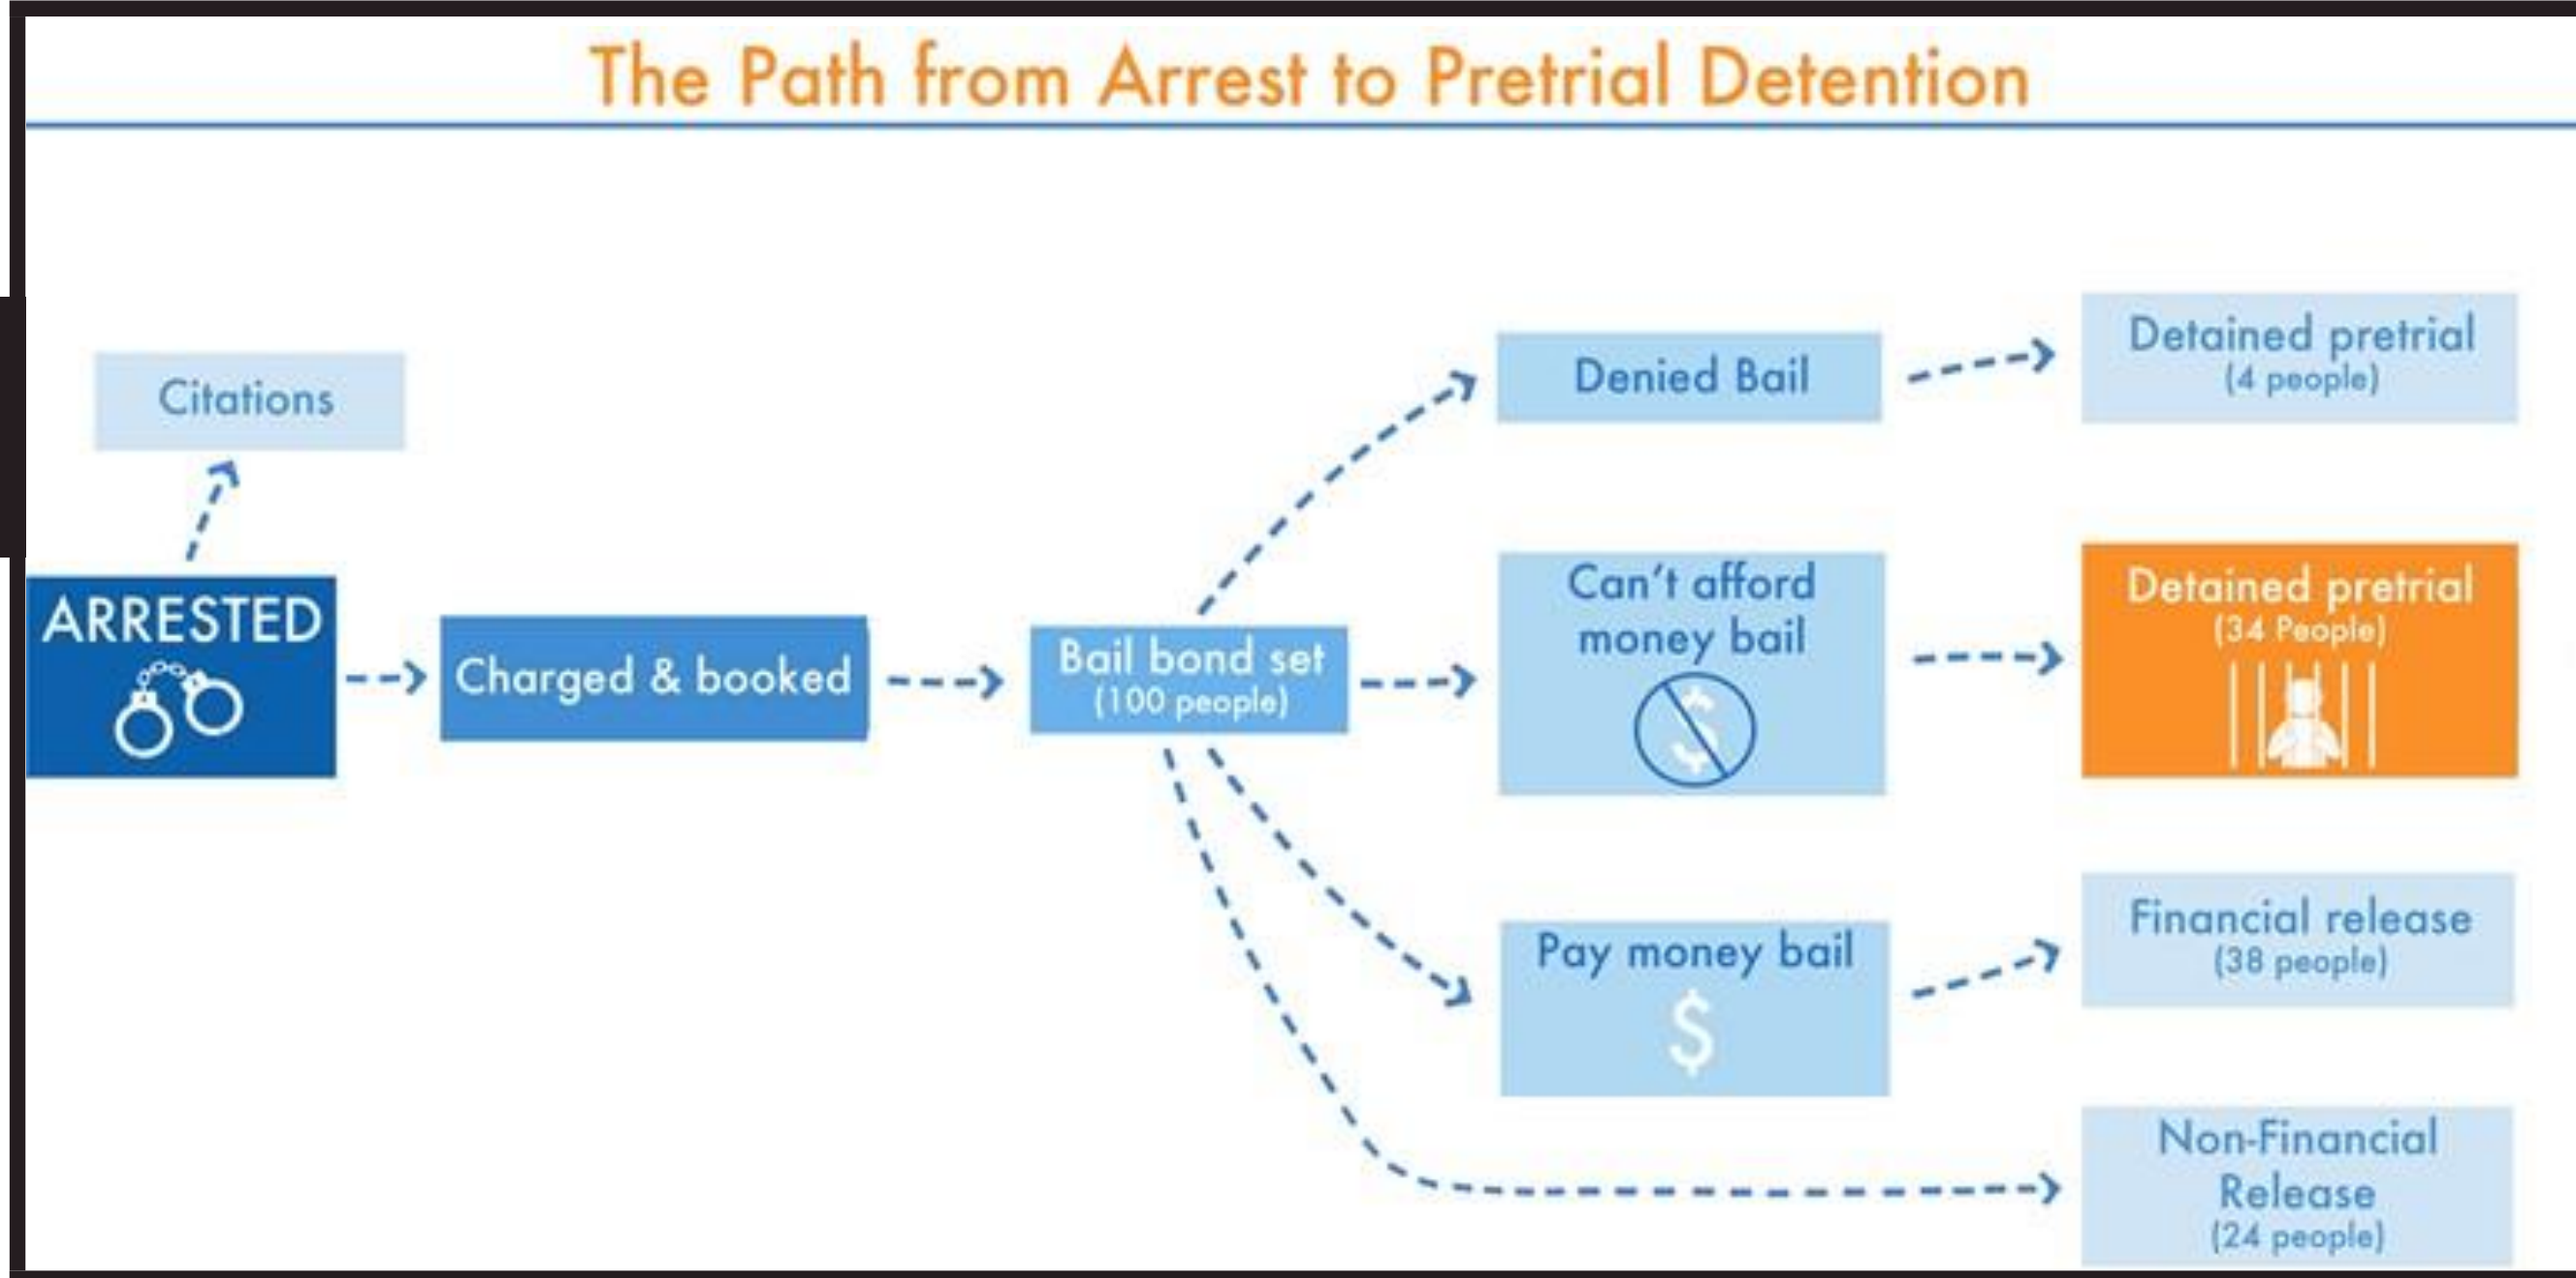 The Path from Arrest to Pretrial Detention
Citations
ARRESTED
Charged & booked
Bail bond set
(100 people)
Denied Bail
Detained pretrial
(4 people)
Can't afford
money bail
$
Detained pretrial
(34 People)
Pay money bail
$
Financial release
(38 people)
Non-Financial
Release
(24 people)